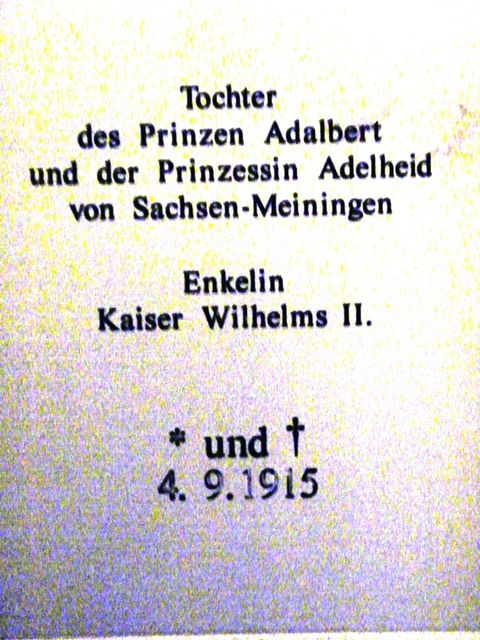 Tochter
des Prinzen Adalbert
und der Prinzessin Adelheid
von Sachsen-Meiningen
Enkelin
Kaiser Wilhelms II.
* und †
4. 9. 1915